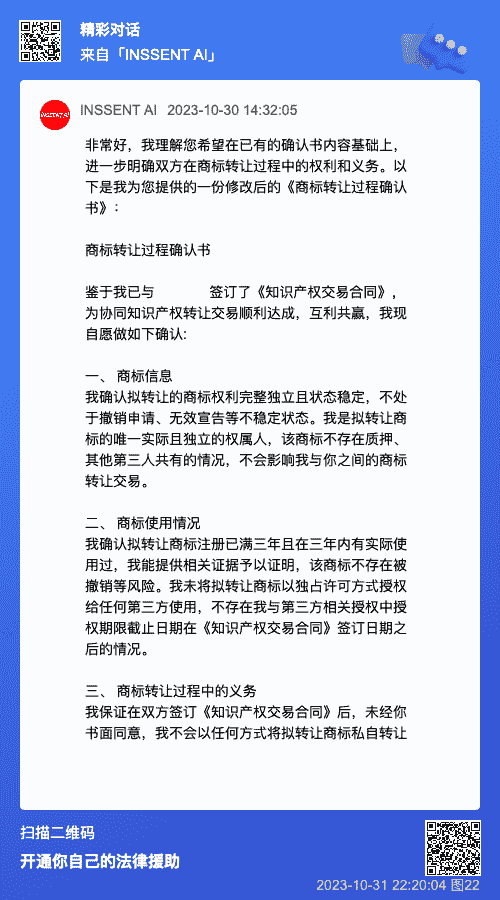 精彩对话
来自「INSSENT AI」
INSSENT AI
INSSENT AI 2023-10-30 14:32:05
非常好，我理解您希望在已有的确认书内容基础上，
进一步明确双方在商标转让过程中的权利和义务。以
下是我为您提供的一份修改后的《商标转让过程确认
书》：
商标转让过程确认书
鉴于我已与 签订了《知识产权交易合同》，
为协同知识产权转让交易顺利达成，互利共赢，我现
自愿做如下确认:
一、 商标信息
我确认拟转让的商标权利完整独立且状态稳定，不处
于撤销申请、无效宣告等不稳定状态。我是拟转让商
标的唯一实际且独立的权属人，该商标不存在质押、
其他第三人共有的情况，不会影响我与你之间的商标
转让交易。
二、 商标使用情况
我确认拟转让商标注册已满三年且在三年内有实际使
用过，我能提供相关证据予以证明，该商标不存在被
撤销等风险。我未将拟转让商标以独占许可方式授权
给任何第三方使用，不存在我与第三方相关授权中授
权期限截止日期在《知识产权交易合同》签订日期之
后的情况。
三、 商标转让过程中的义务
我保证在双方签订《知识产权交易合同》后，未经你
书面同意，我不会以任何方式将拟转让商标私自转让
扫描二维码
开通你自己的法律援助
2023-10-31 22:20:04 图22